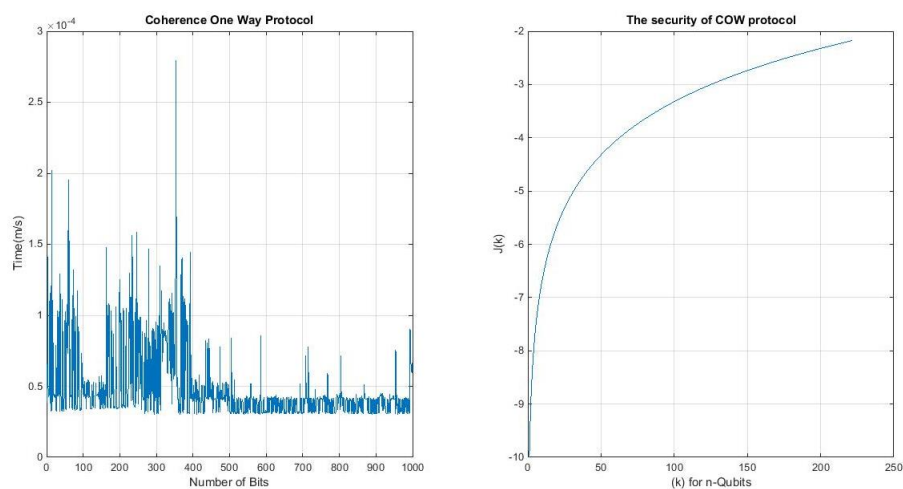 Coherence One Way Protocol
×10⁻⁴
3
2.5
2
1.5
1
0.5
0
Time(m/s)
0 100 200 300 400 500 600 700 800 900 1000
Number of Bits
The security of COW protocol
-2
-3
-4
-5
-6
-7
-8
-9
-10
J(k)
0 50 100 150 200 250
(k) for n-Qubits